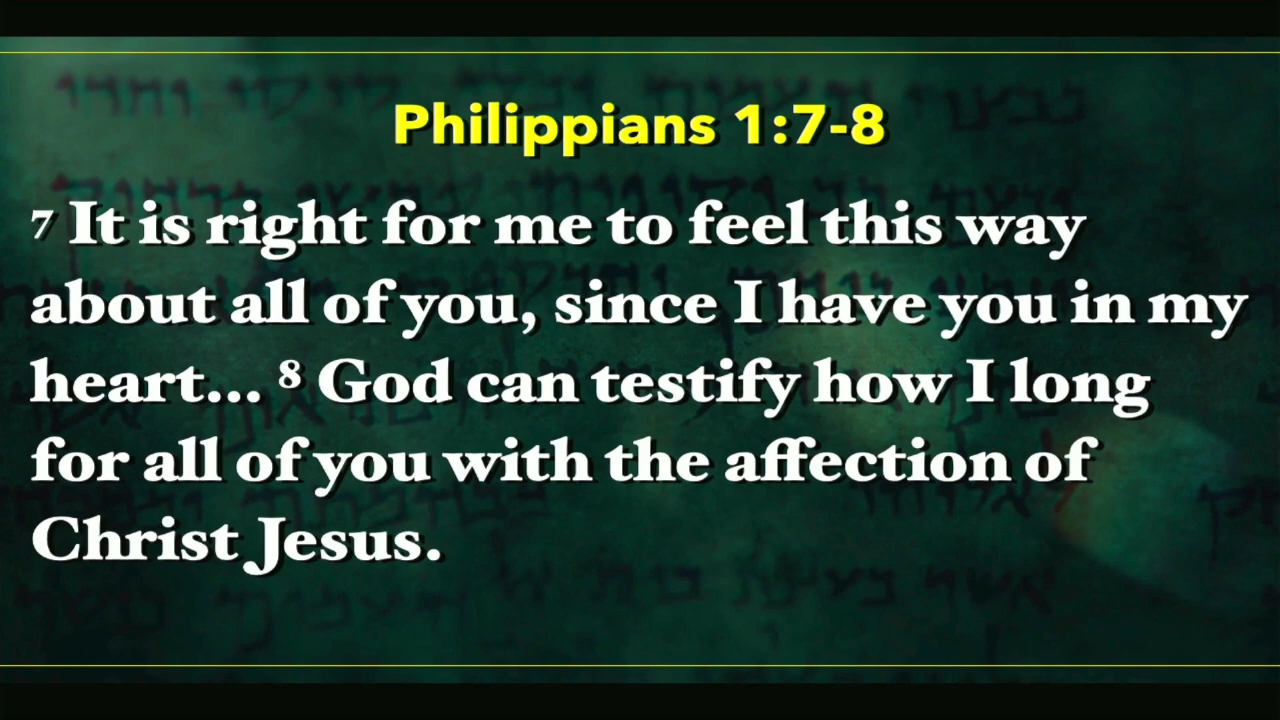 Philippians 1:7-8
7 It is right for me to feel this way
about all of you, since I have you in my
heart... 8 God can testify how I long
for all of you with the affection of
Christ Jesus.